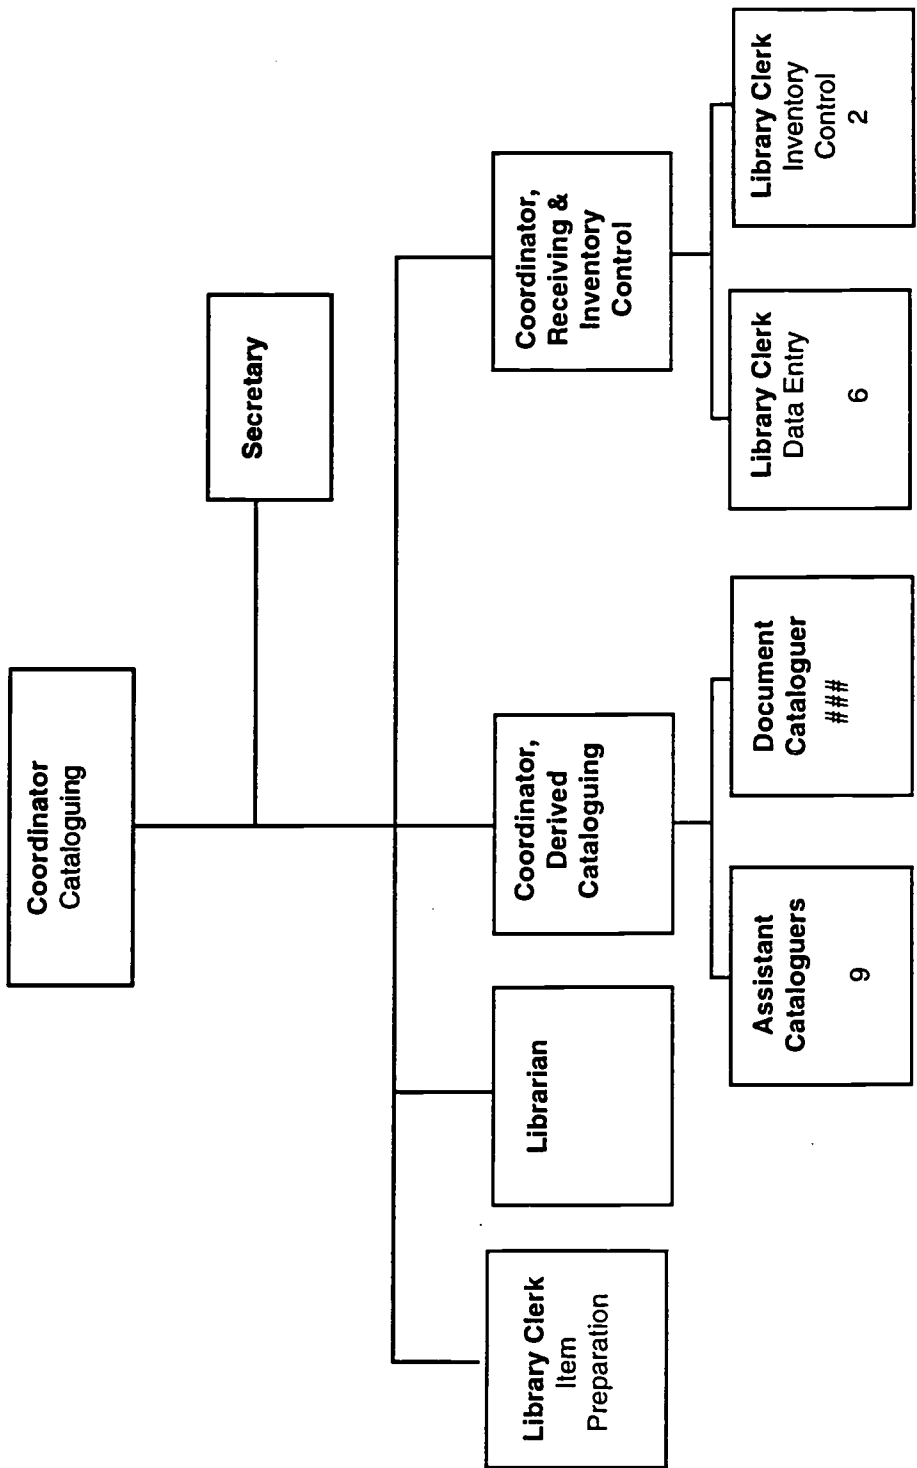 Coordinator
Cataloguing
Secretary
Library Clerk
Item
Preparation
Librarian
Coordinator,
Derived
Cataloguing
Coordinator,
Receiving &
Inventory
Control
Assistant
Cataloguers
9
Document
Cataloguer
###
Library Clerk
Data Entry
6
Library Clerk
Inventory
Control
2